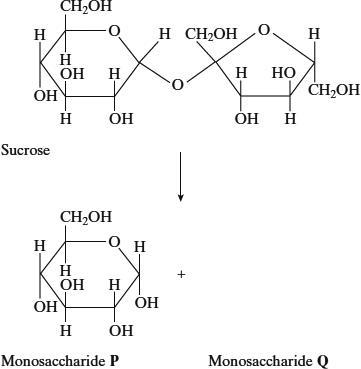 CH₂OH
H O H CH₂OH O H
H
OH H H HO
OH CH₂OH
O
H OH OH H
Sucrose
CH₂OH
H O H
H +
OH H
OH OH
H OH
Monosaccharide P Monosaccharide Q